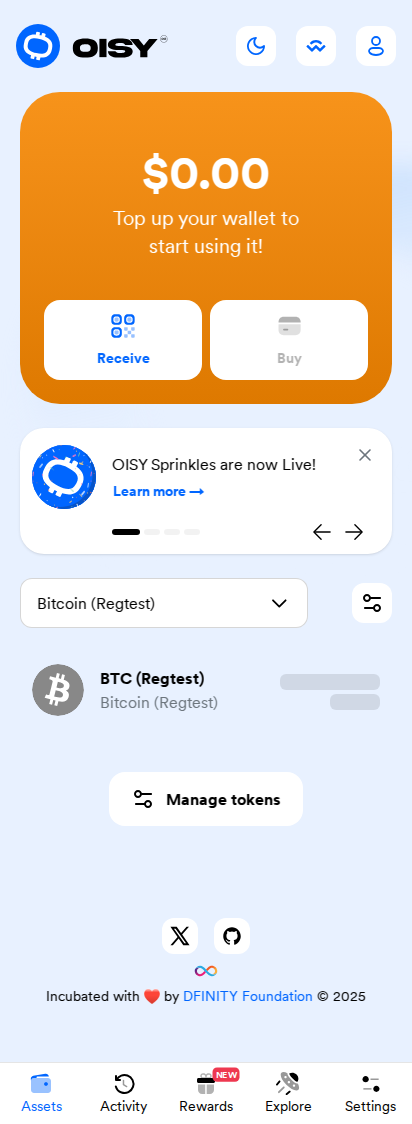 OISY
$0.00
Top up your wallet to
start using it!
Receive
Buy
OISY Sprinkles are now Live!
Learn more →
Bitcoin (Regtest)
BTC (Regtest)
Bitcoin (Regtest)
Manage tokens
Incubated with ❤️ by DFINITY Foundation © 2025
NEW
Assets
Activity
Rewards
Explore
Settings